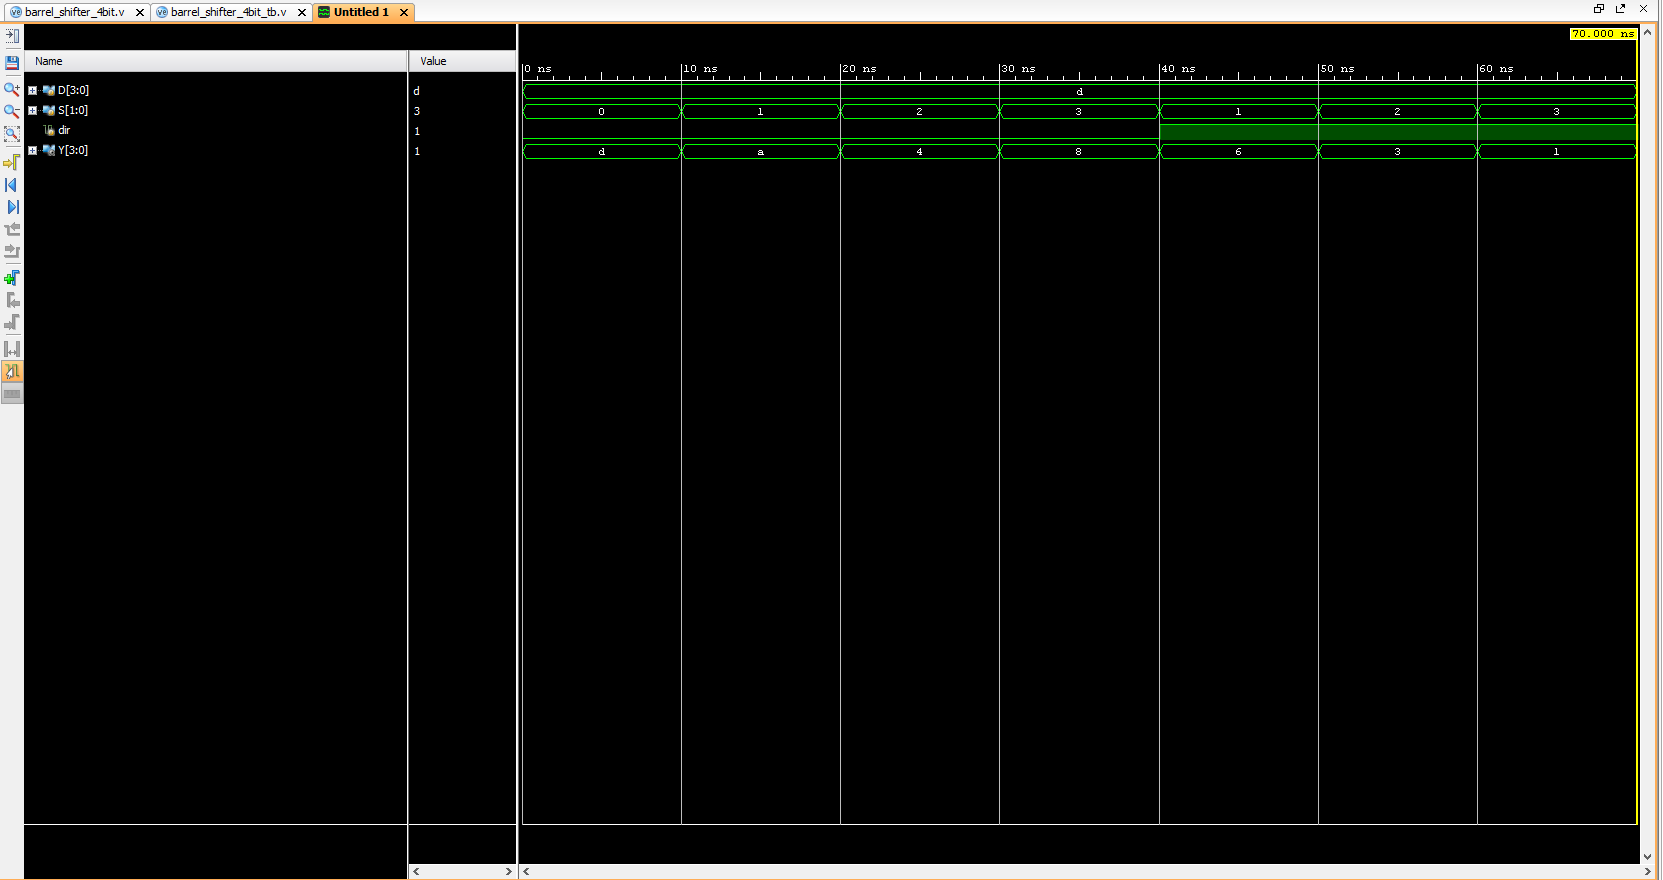 barrel_shifter_4bit.v barrel_shifter_4bit_tb.v Untitled 1
70.000 ns
Name Value
0 ns 10 ns 20 ns 30 ns 40 ns 50 ns 60 ns
D[3:0] d d
S[1:0] 3 0 1 2 3 1 2 3
dir 1
Y[3:0] 1 d a 4 8 6 3 1